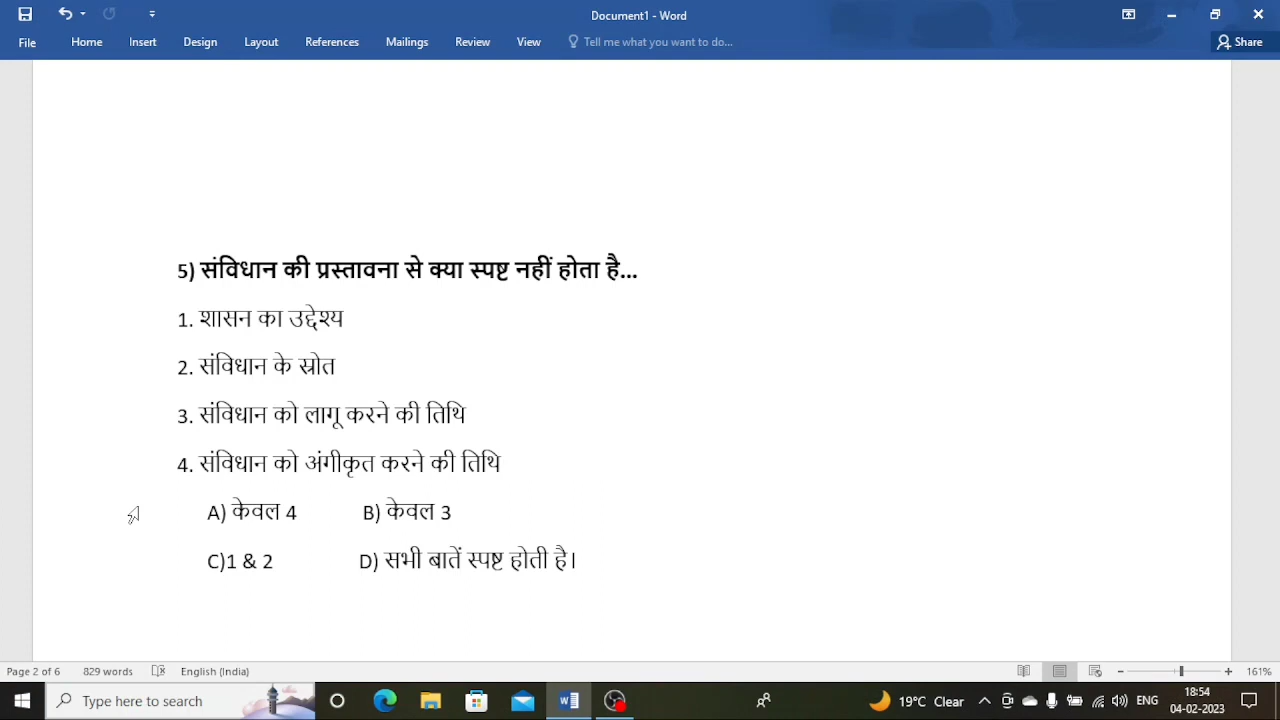 Document1 - Word
File Home Insert Design Layout References Mailings Review View Tell me what you want to do... Share
5) संविधान की प्रस्तावना से क्या स्पष्ट नहीं होता है...
1. शासन का उद्देश्य
2. संविधान के स्रोत
3. संविधान को लागू करने की तिथि
4. संविधान को अंगीकृत करने की तिथि
A) केवल 4 B) केवल 3
C)1 & 2 D) सभी बातें स्पष्ट होती है।
Page 2 of 6 829 words English (India) 161%
Type here to search 19°C Clear ENG 18:54
04-02-2023